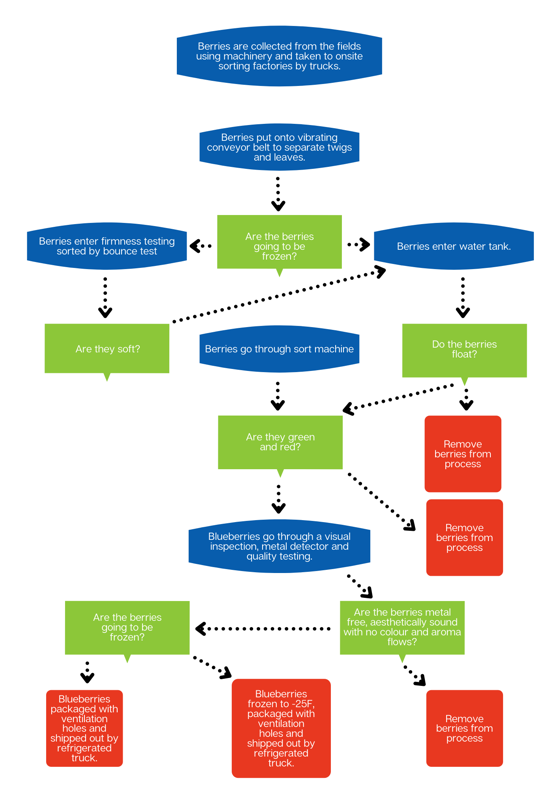 Berries are collected from the fields
using machinery and taken to onsite
sorting factories by trucks.
Berries put onto vibrating
conveyor belt to separate twigs
and leaves.
Are the berries
going to be
frozen?
Berries enter firmness testing
sorted by bounce test
Berries enter water tank.
Are they soft?
Berries go through sort machine
Do the berries
float?
Are they green
and red?
Remove
berries from
process
Remove
berries from
process
Blueberries go through a visual
inspection, metal detector and
quality testing.
Are the berries
going to be
frozen?
Are the berries metal
free, aesthetically sound
with no colour and aroma
flows?
Blueberries
packaged with
ventilation
holes and
shipped out by
refrigerated
truck.
Blueberries
frozen to -25F,
packaged with
ventilation
holes and
shipped out by
refrigerated
truck.
Remove
berries from
process